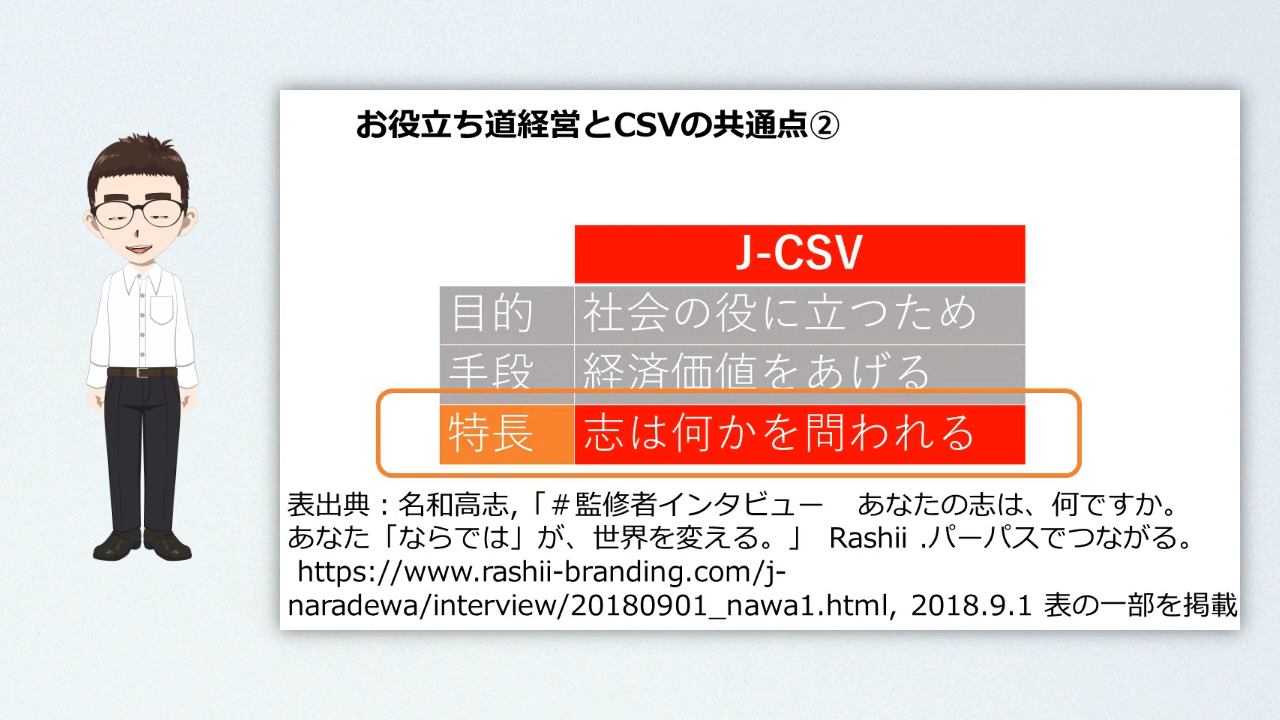 お役立ち道経営とCSVの共通点②
J-CSV
目的 社会の役に立つため
手段 経済価値をあげる
特長 志は何かを問われる
表出典：名和高志,「＃監修者インタビュー　あなたの志は、何ですか。
あなた「ならでは」が、世界を変える。」 Rashii .パーパスでつながる。
https://www.rashii-branding.com/j-
naradewa/interview/20180901_nawa1.html, 2018.9.1 表の一部を掲載